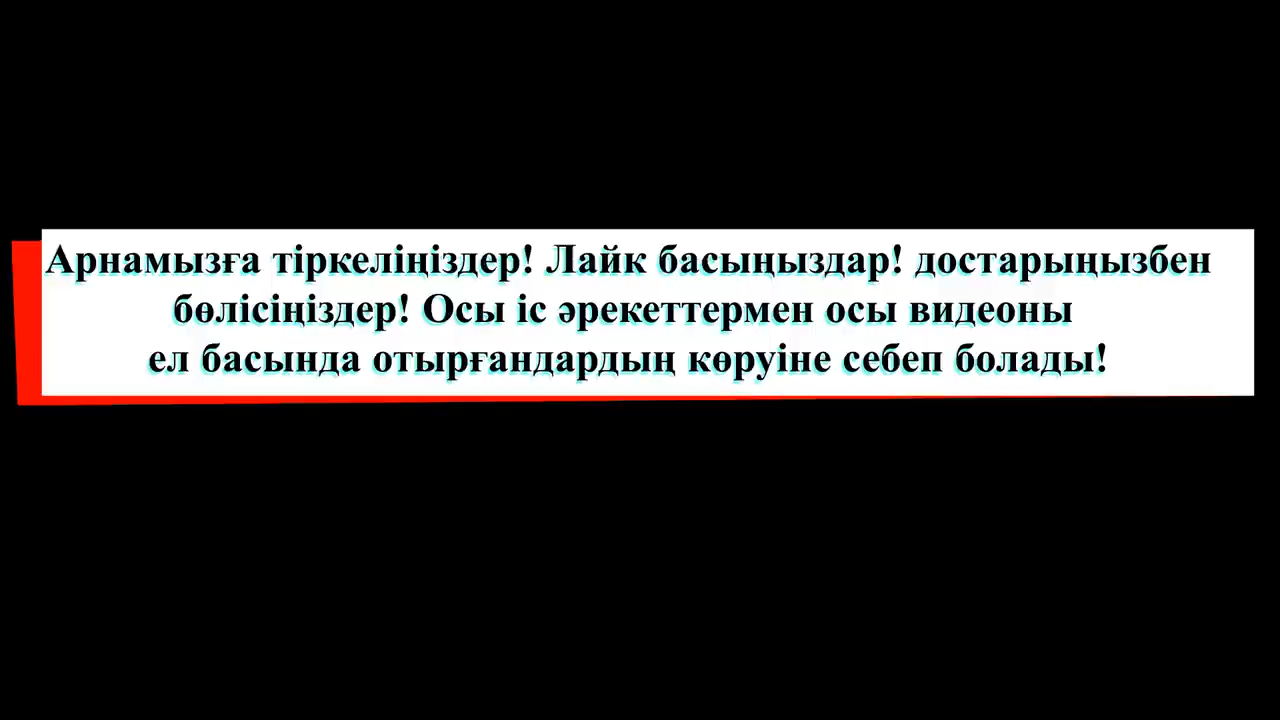 Арнамызға тіркеліңіздер! Лайк басыңыздар! достарыңызбен
бөлісіңіздер! Осы іс әрекеттермен осы видеоны
ел басында отырғандардың көруіне себеп болады!